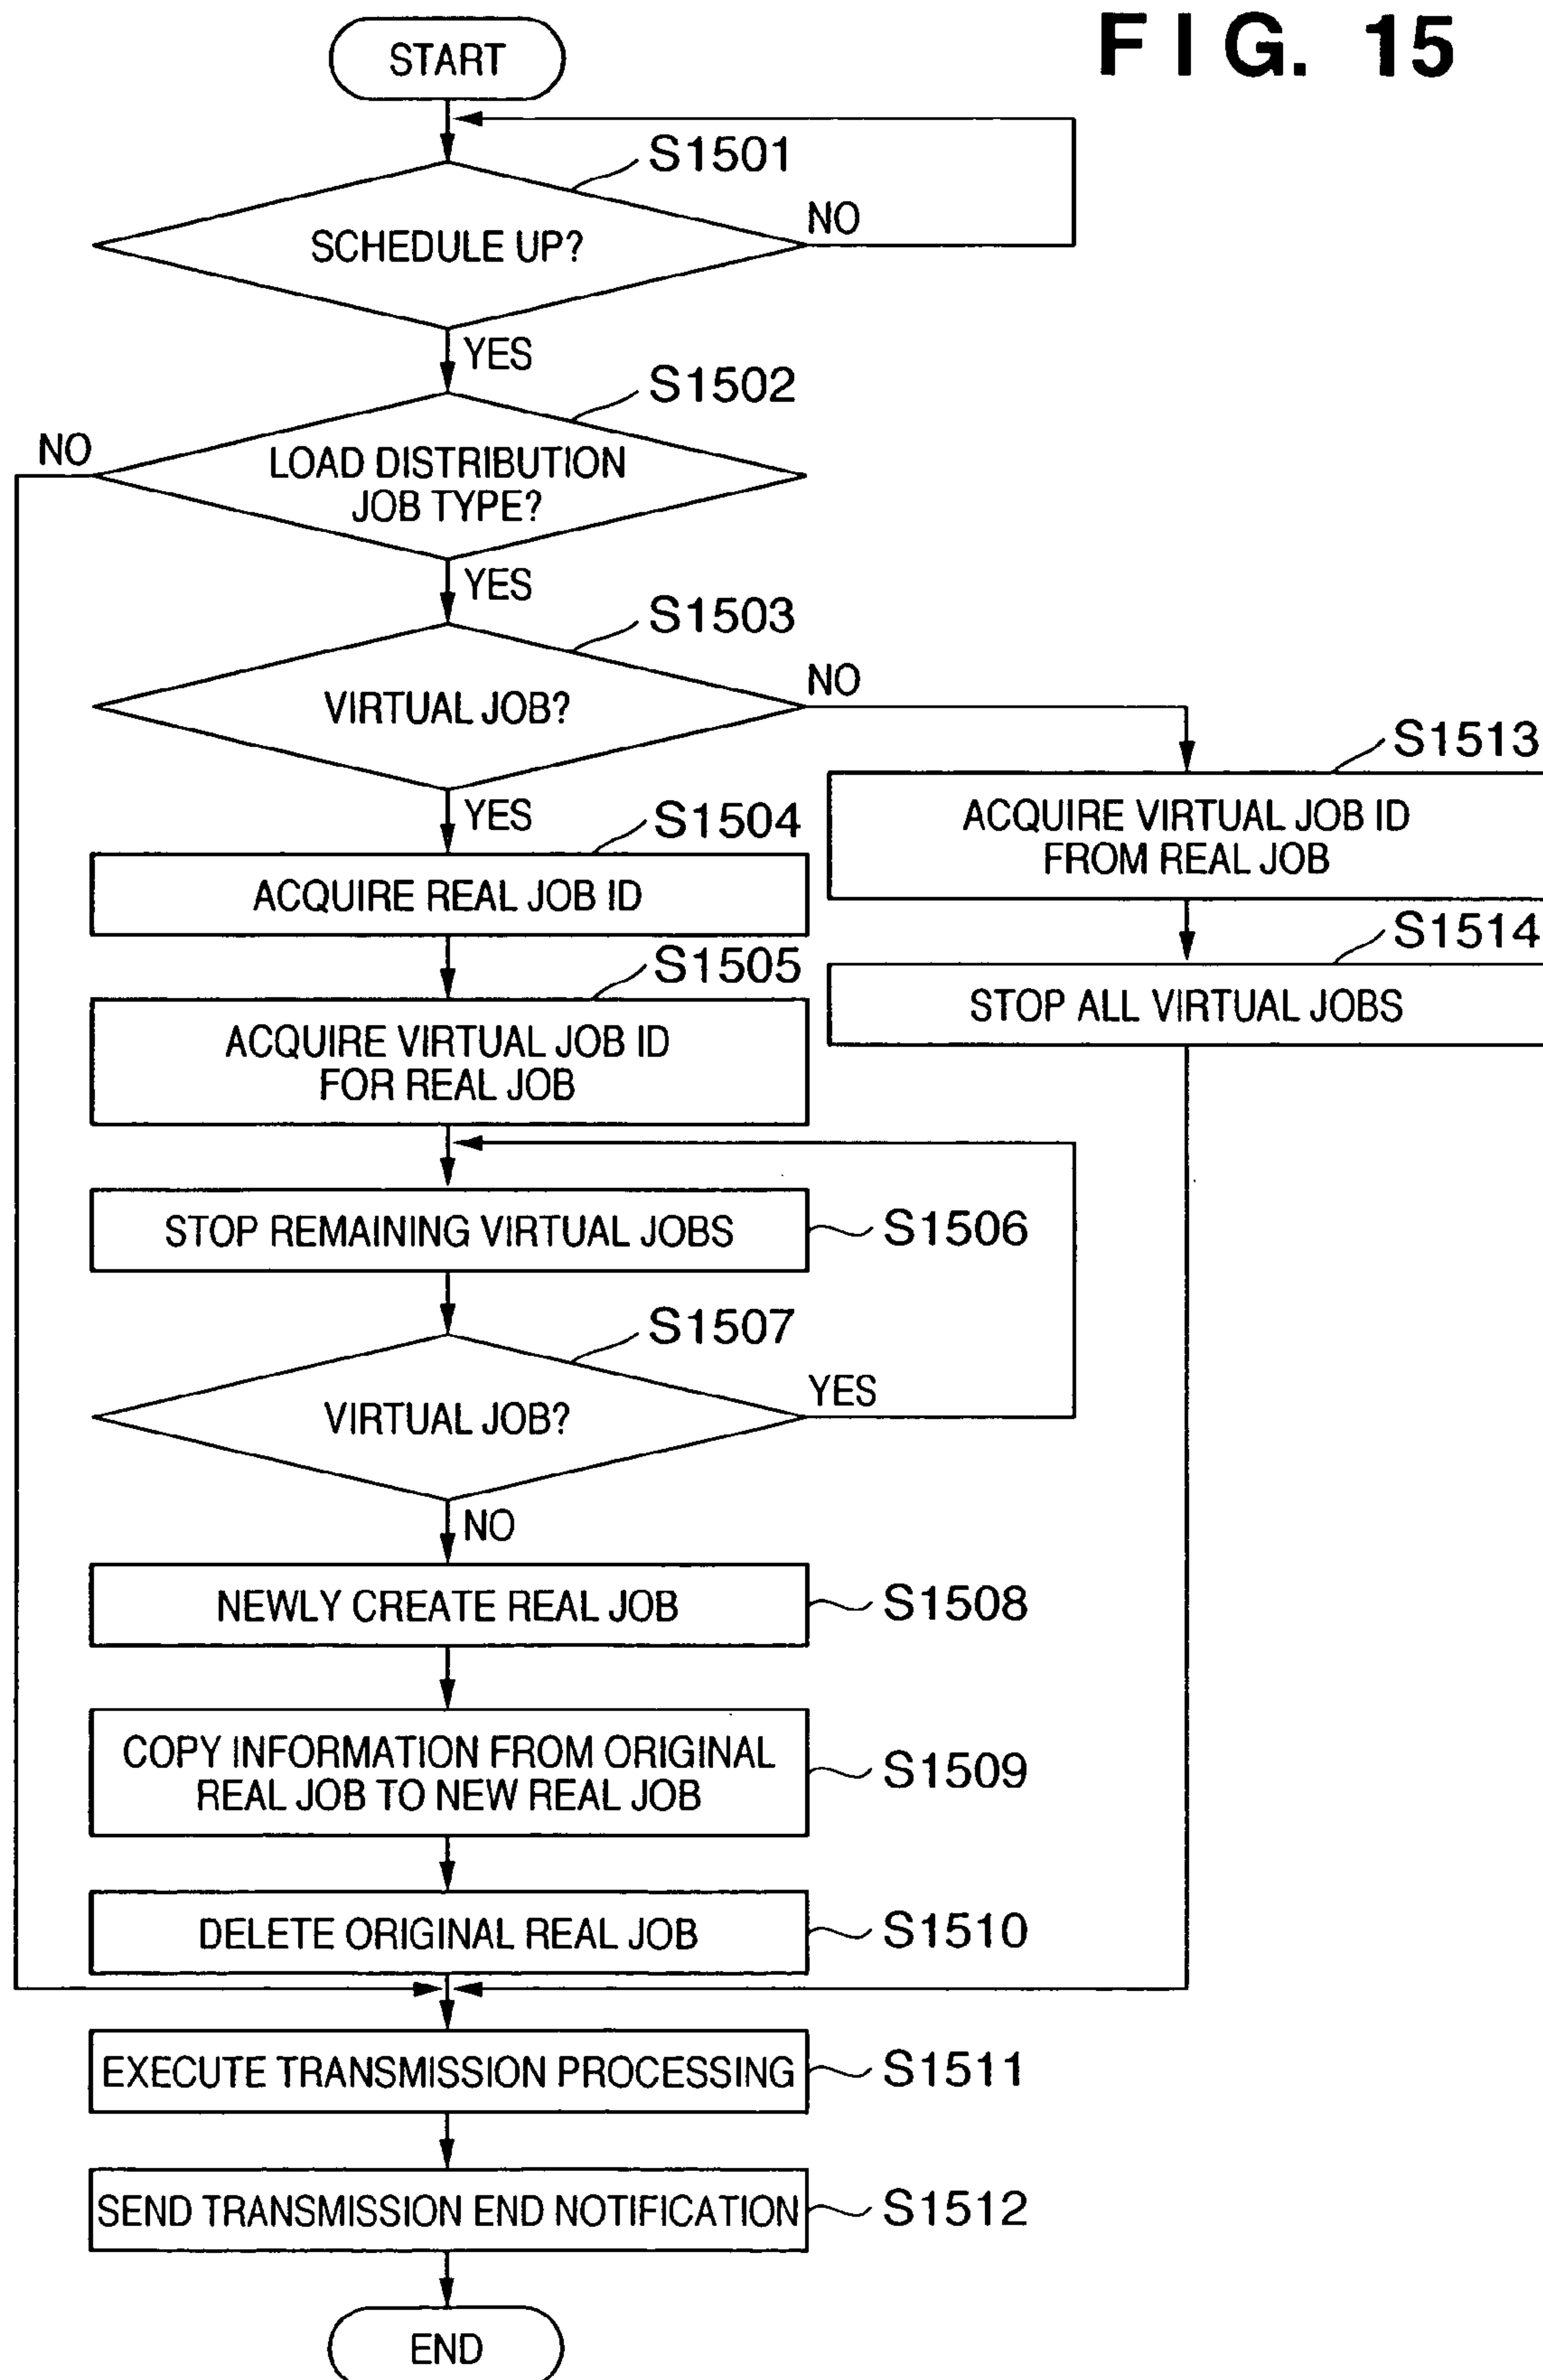 FIG. 15
START
S1501
SCHEDULE UP?
NO
YES
S1502
NO
LOAD DISTRIBUTION
JOB TYPE?
YES
S1503
VIRTUAL JOB?
NO
YES
S1513
ACQUIRE VIRTUAL JOB ID
FROM REAL JOB
S1504
ACQUIRE REAL JOB ID
S1514
STOP ALL VIRTUAL JOBS
S1505
ACQUIRE VIRTUAL JOB ID
FOR REAL JOB
STOP REMAINING VIRTUAL JOBS
S1506
S1507
VIRTUAL JOB?
YES
NO
NEWLY CREATE REAL JOB
S1508
COPY INFORMATION FROM ORIGINAL
REAL JOB TO NEW REAL JOB
S1509
DELETE ORIGINAL REAL JOB
S1510
EXECUTE TRANSMISSION PROCESSING
S1511
SEND TRANSMISSION END NOTIFICATION
S1512
END